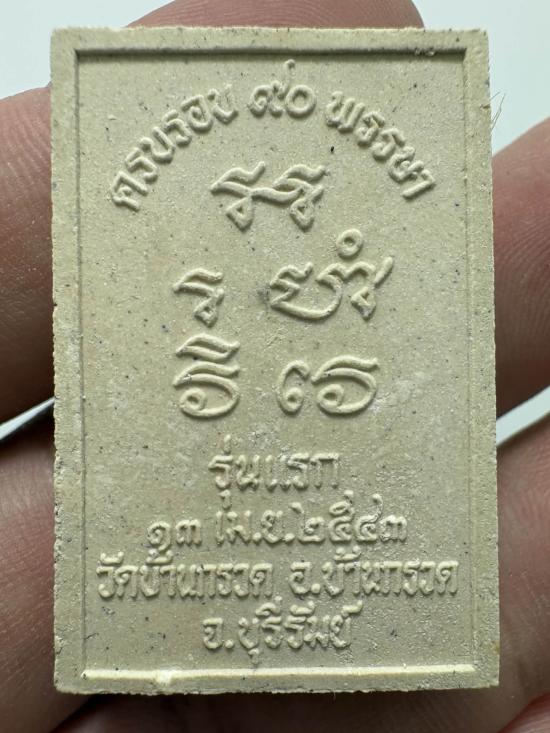 ครบรอบ ๙๐ พรรษา
รุ่นแรก
๑๓ เม.ย.๒๕๔๓
วัดบ้านกรวด อ.บ้านกรวด
จ.บุรีรัมย์